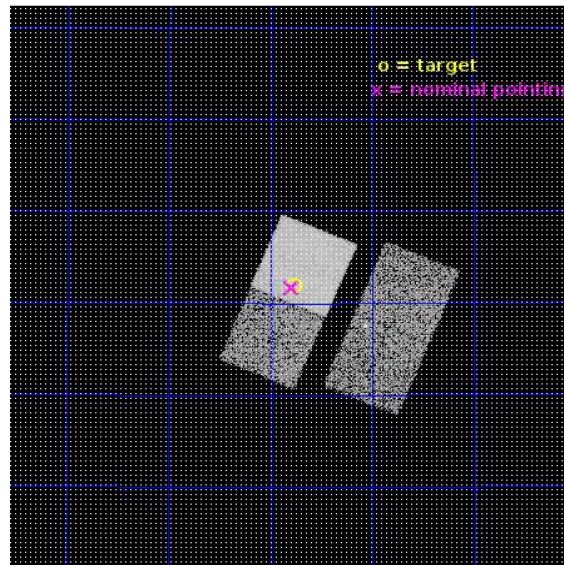 o = target
x = nominal pointin